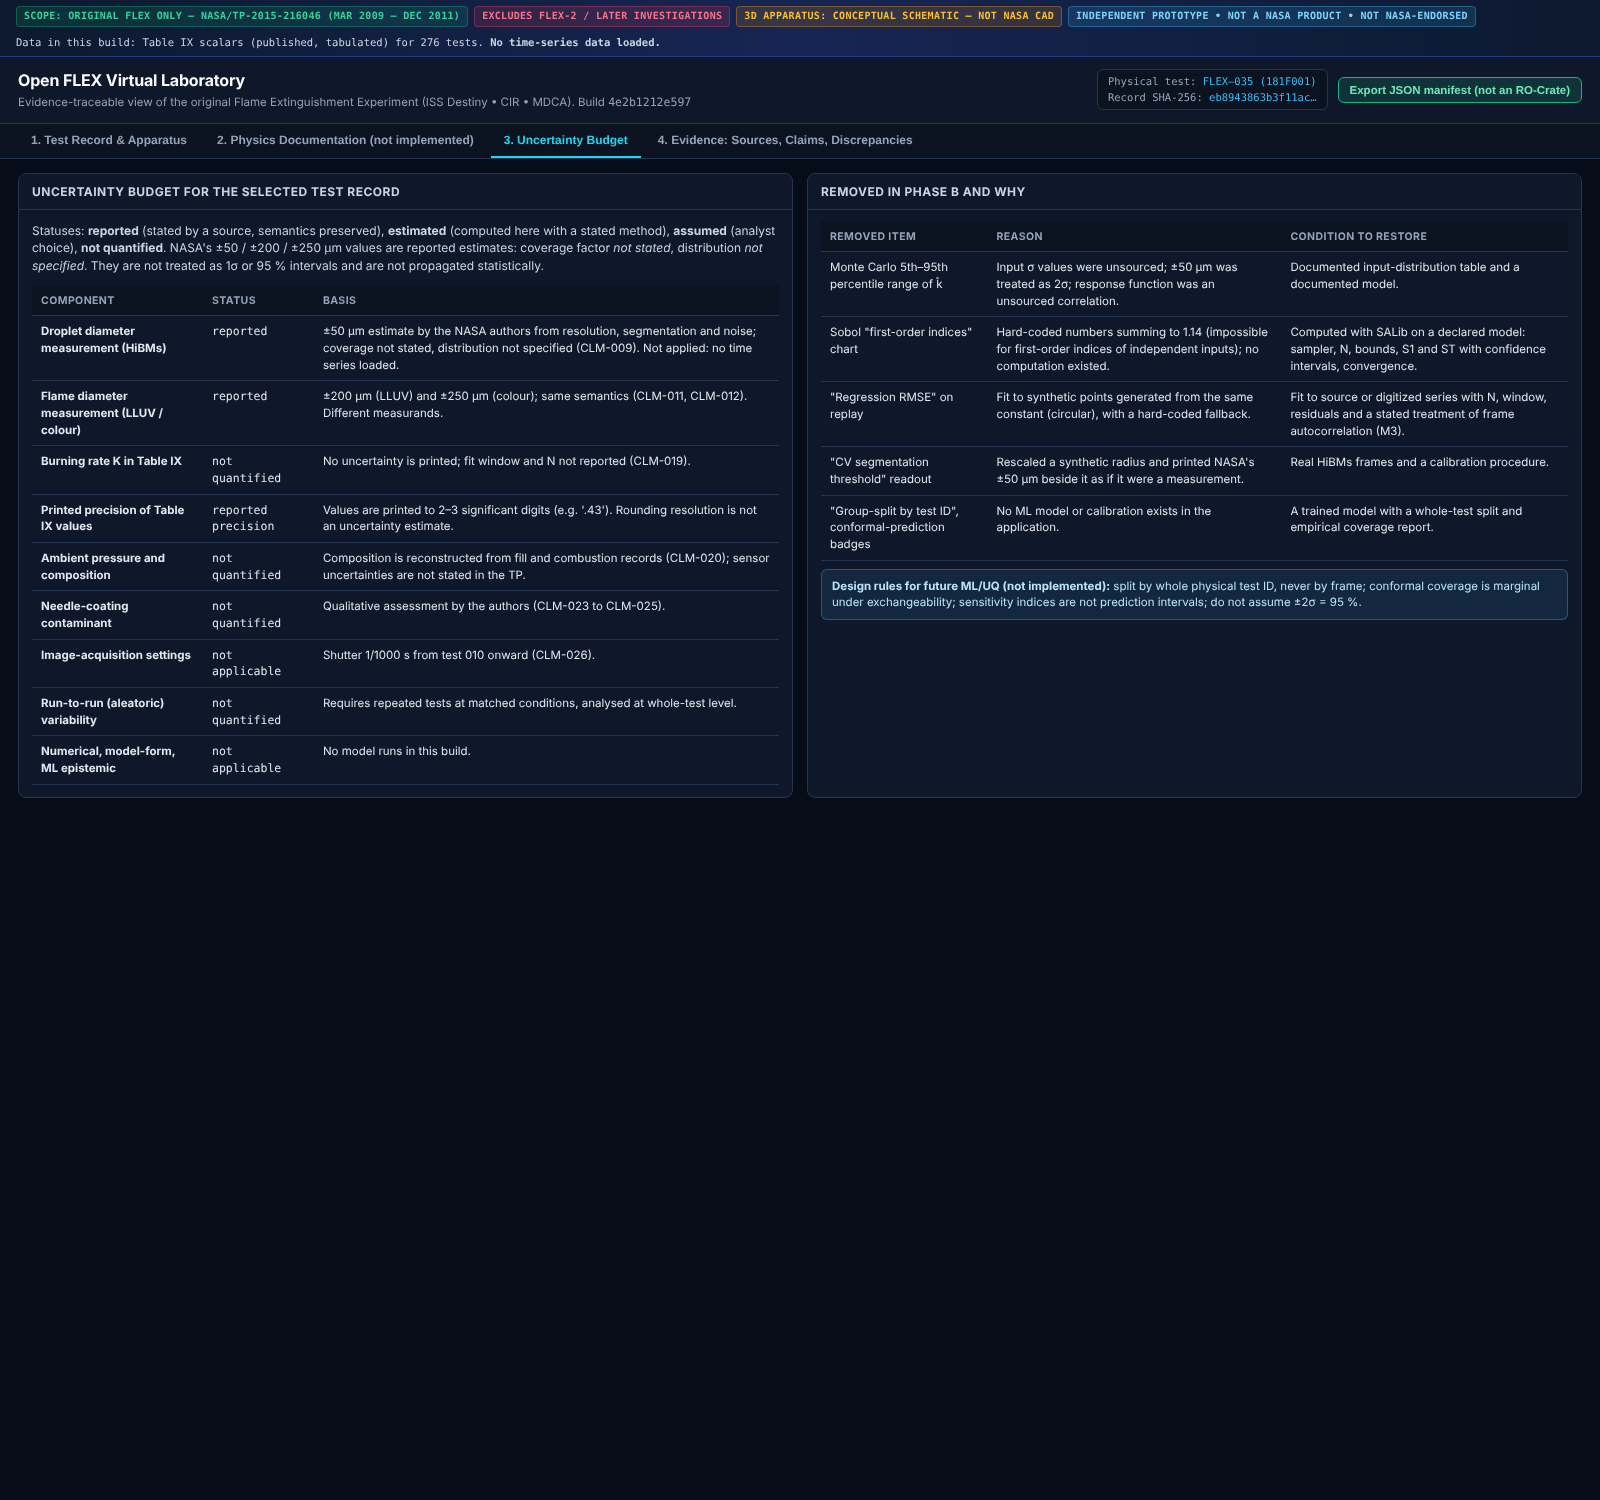 SCOPE: ORIGINAL FLEX ONLY — NASA/TP-2015-216046 (MAR 2009 – DEC 2011)
EXCLUDES FLEX-2 / LATER INVESTIGATIONS
3D APPARATUS: CONCEPTUAL SCHEMATIC — NOT NASA CAD
INDEPENDENT PROTOTYPE • NOT A NASA PRODUCT • NOT NASA-ENDORSED
Data in this build: Table IX scalars (published, tabulated) for 276 tests. No time-series data loaded.
Open FLEX Virtual Laboratory
Evidence-traceable view of the original Flame Extinguishment Experiment (ISS Destiny • CIR • MDCA). Build 4e2b1212e597
Physical test: FLEX–035 (181F001)
Record SHA-256: eb8943863b3f11ac…
Export JSON manifest (not an RO-Crate)
1. Test Record & Apparatus
2. Physics Documentation (not implemented)
3. Uncertainty Budget
4. Evidence: Sources, Claims, Discrepancies
UNCERTAINTY BUDGET FOR THE SELECTED TEST RECORD
Statuses: reported (stated by a source, semantics preserved), estimated (computed here with a stated method), assumed (analyst
choice), not quantified. NASA's ±50 / ±200 / ±250 µm values are reported estimates: coverage factor not stated, distribution not
specified. They are not treated as 1σ or 95 % intervals and are not propagated statistically.
COMPONENT STATUS BASIS
Droplet diameter
measurement (HiBMs)
reported
±50 µm estimate by the NASA authors from resolution, segmentation and noise;
coverage not stated, distribution not specified (CLM-009). Not applied: no time
series loaded.
Flame diameter
measurement (LLUV /
colour)
reported
±200 µm (LLUV) and ±250 µm (colour); same semantics (CLM-011, CLM-012).
Different measurands.
Burning rate K in Table IX
not
quantified
No uncertainty is printed; fit window and N not reported (CLM-019).
Printed precision of Table
IX values
reported
precision
Values are printed to 2–3 significant digits (e.g. '.43'). Rounding resolution is not
an uncertainty estimate.
Ambient pressure and
composition
not
quantified
Composition is reconstructed from fill and combustion records (CLM-020); sensor
uncertainties are not stated in the TP.
Needle-coating
contaminant
not
quantified
Qualitative assessment by the authors (CLM-023 to CLM-025).
Image-acquisition settings
not
applicable
Shutter 1/1000 s from test 010 onward (CLM-026).
Run-to-run (aleatoric)
variability
not
quantified
Requires repeated tests at matched conditions, analysed at whole-test level.
Numerical, model-form,
ML epistemic
not
applicable
No model runs in this build.
REMOVED IN PHASE B AND WHY
REMOVED ITEM REASON CONDITION TO RESTORE
Monte Carlo 5th–95th
percentile range of k̄
Input σ values were unsourced; ±50 µm was
treated as 2σ; response function was an
unsourced correlation.
Documented input-distribution table and a
documented model.
Sobol "first-order indices"
chart
Hard-coded numbers summing to 1.14 (impossible
for first-order indices of independent inputs); no
computation existed.
Computed with SALib on a declared model:
sampler, N, bounds, S1 and ST with confidence
intervals, convergence.
"Regression RMSE" on
replay
Fit to synthetic points generated from the same
constant (circular), with a hard-coded fallback.
Fit to source or digitized series with N, window,
residuals and a stated treatment of frame
autocorrelation (M3).
"CV segmentation
threshold" readout
Rescaled a synthetic radius and printed NASA's
±50 µm beside it as if it were a measurement.
Real HiBMs frames and a calibration procedure.
"Group-split by test ID",
conformal-prediction
badges
No ML model or calibration exists in the
application.
A trained model with a whole-test split and
empirical coverage report.
Design rules for future ML/UQ (not implemented): split by whole physical test ID, never by frame; conformal coverage is marginal
under exchangeability; sensitivity indices are not prediction intervals; do not assume ±2σ = 95 %.